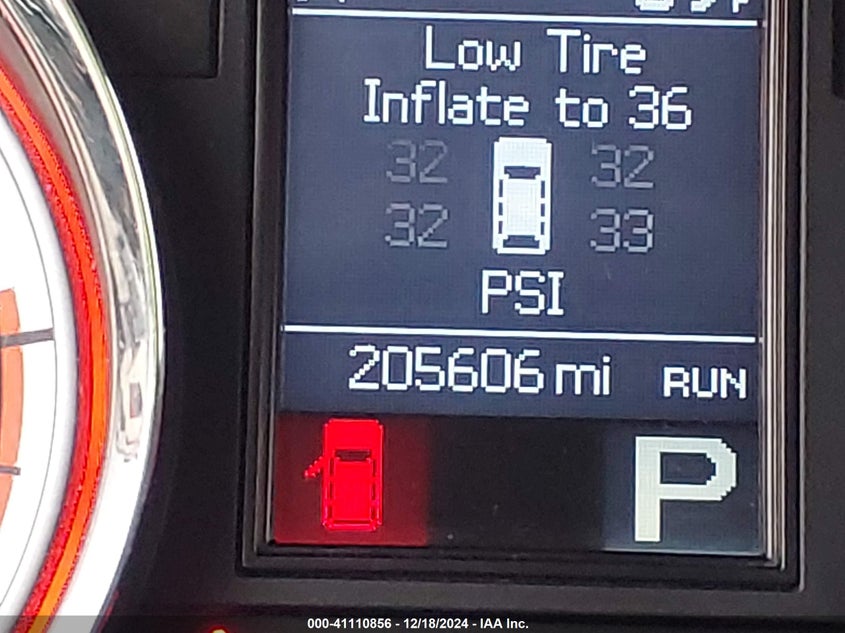 Low Tire
Inflate to 36
32 32
32 33
PSI
205606 mi RUN
P
000-41110856 - 12/18/2024 - IAA Inc.